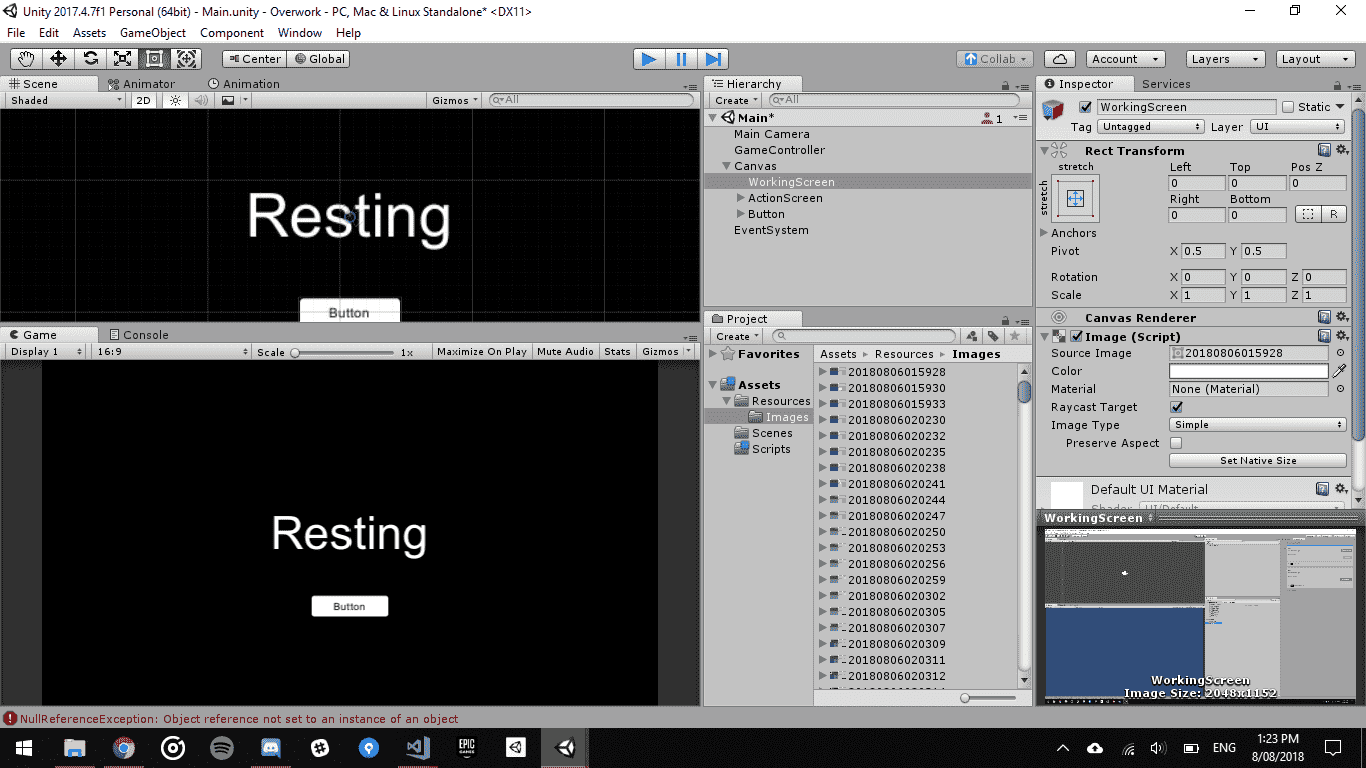 Unity 2017.4.7f1 Personal (64bit) - Main.unity - Overwork - PC, Mac & Linux Standalone* <DX11>
File Edit Assets GameObject Component Window Help
Center Global
Collab
Account
Layers
Layout
Scene Animator Animation
Shaded 2D Gizmos All
Resting
Button
Game Console
Display 1 16:9 Scale 1x Maximize On Play Mute Audio Stats Gizmos
Resting
Button
Hierarchy
Create All
Main* 1
Main Camera
GameController
Canvas
WorkingScreen
ActionScreen
Button
EventSystem
Project
Create
Favorites
Assets
Resources
Images
Scenes
Scripts
Assets Resources Images
20180806015928
20180806015930
20180806015933
20180806020230
20180806020232
20180806020235
20180806020238
20180806020241
20180806020244
20180806020247
20180806020250
20180806020253
20180806020256
20180806020259
20180806020302
20180806020305
20180806020307
20180806020309
20180806020311
20180806020312
Inspector Services
WorkingScreen Static
Tag Untagged Layer UI
Rect Transform
stretch
stretch
Left Top Pos Z
0 0 0
Right Bottom
0 0 R
Anchors
Pivot X 0.5 Y 0.5
Rotation X 0 Y 0 Z 0
Scale X 1 Y 1 Z 1
Canvas Renderer
Image (Script)
Source Image 20180806015928
Color
Material None (Material)
Raycast Target
Image Type Simple
Preserve Aspect
Set Native Size
Default UI Material
Shader UI/Default
WorkingScreen
WorkingScreen
Image Size: 2048x1152
NullReferenceException: Object reference not set to an instance of an object
EPIC GAMES
ENG
1:23 PM
8/08/2018